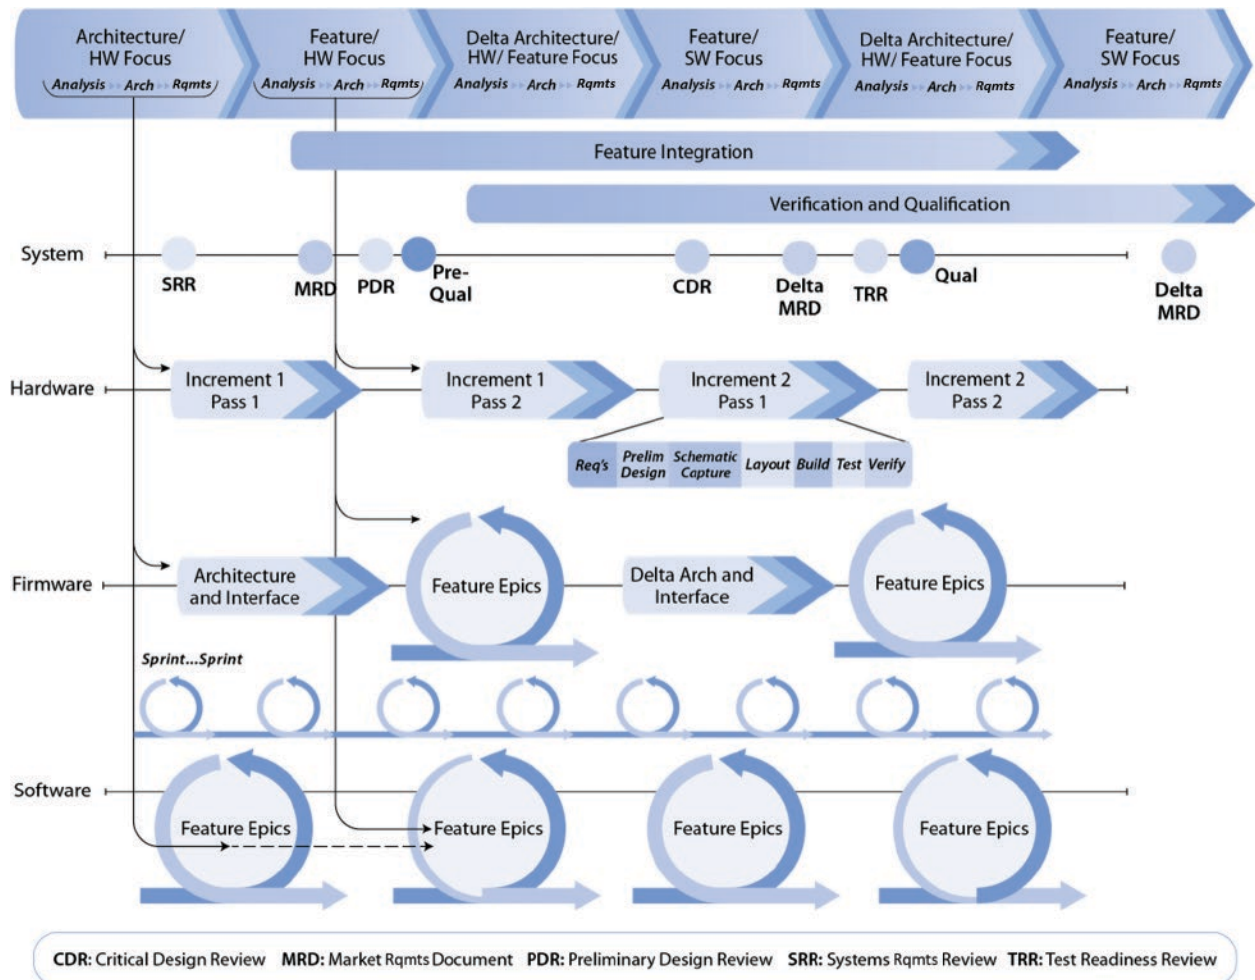 Architecture/
HW Focus
Analysis Arch Rqmts
Feature/
HW Focus
Analysis Arch Rqmts
Delta Architecture/
HW/ Feature Focus
Analysis Arch Rqmts
Feature/
SW Focus
Analysis Arch Rqmts
Delta Architecture/
HW/ Feature Focus
Analysis Arch Rqmts
Feature/
SW Focus
Analysis Arch Rqmts
Feature Integration
Verification and Qualification
System
SRR
MRD
PDR
Pre-
Qual
CDR
Delta
MRD
TRR
Qual
Delta
MRD
Hardware
Increment 1
Pass 1
Increment 1
Pass 2
Increment 2
Pass 1
Increment 2
Pass 2
Req's
Prelim
Design
Schematic
Capture
Layout
Build
Test
Verify
Firmware
Architecture
and Interface
Feature Epics
Delta Arch and
Interface
Feature Epics
Sprint...Sprint
Software
Feature Epics
Feature Epics
Feature Epics
Feature Epics
CDR: Critical Design Review MRD: Market Rqmts Document PDR: Preliminary Design Review SRR: Systems Rqmts Review TRR: Test Readiness Review